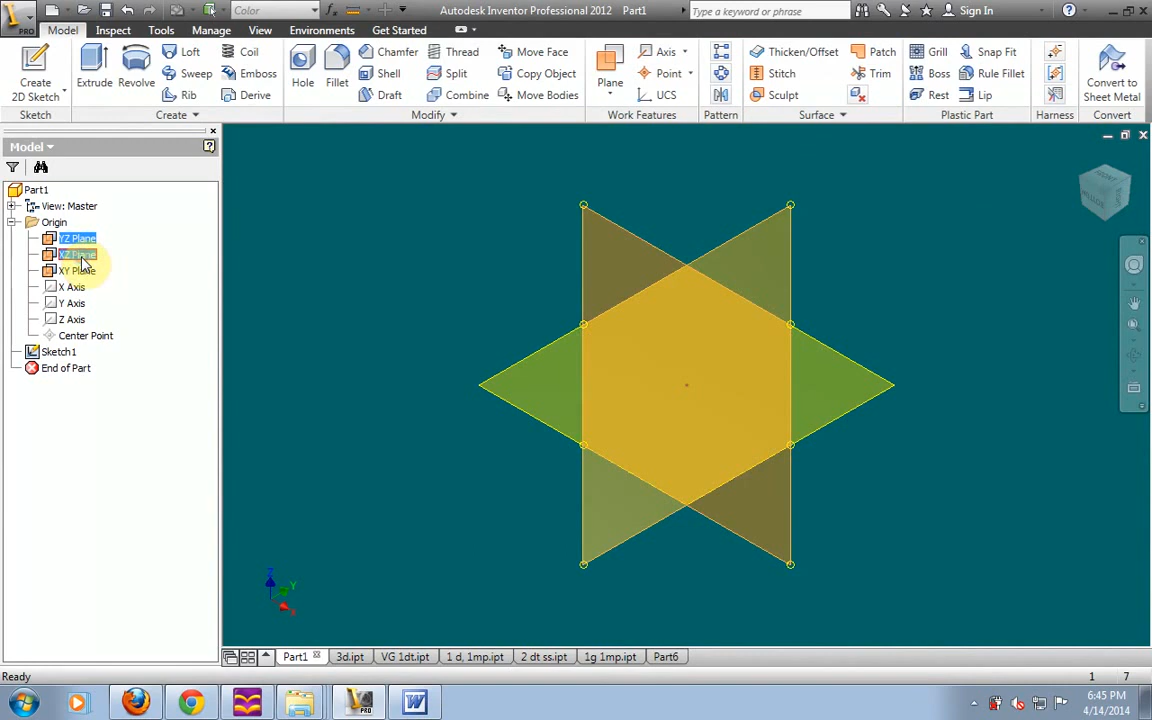 PRO
Color
Autodesk Inventor Professional 2012 Part1
Type a keyword or phrase
Sign In
Model Inspect Tools Manage View Environments Get Started
Create
2D Sketch
Extrude
Revolve
Loft
Sweep
Rib
Coil
Emboss
Derive
Hole
Fillet
Chamfer
Shell
Draft
Thread
Split
Combine
Move Face
Copy Object
Move Bodies
Plane
Axis
Point
UCS
Thicken/Offset
Stitch
Sculpt
Patch
Trim
Grill
Boss
Rest
Snap Fit
Rule Fillet
Lip
Convert to
Sheet Metal
Sketch Create Modify Work Features Pattern Surface Plastic Part Harness Convert
Model
Part1
View: Master
Origin
YZ Plane
XZ Plane
XY Plane
X Axis
Y Axis
Z Axis
Center Point
Sketch1
End of Part
FRONT
Z
Y
X
Part1 3d.ipt VG 1dt.ipt 1 d, 1mp.ipt 2 dt ss.ipt 1g 1mp.ipt Part6
Ready 1 7
PRO
6:45 PM
4/14/2014